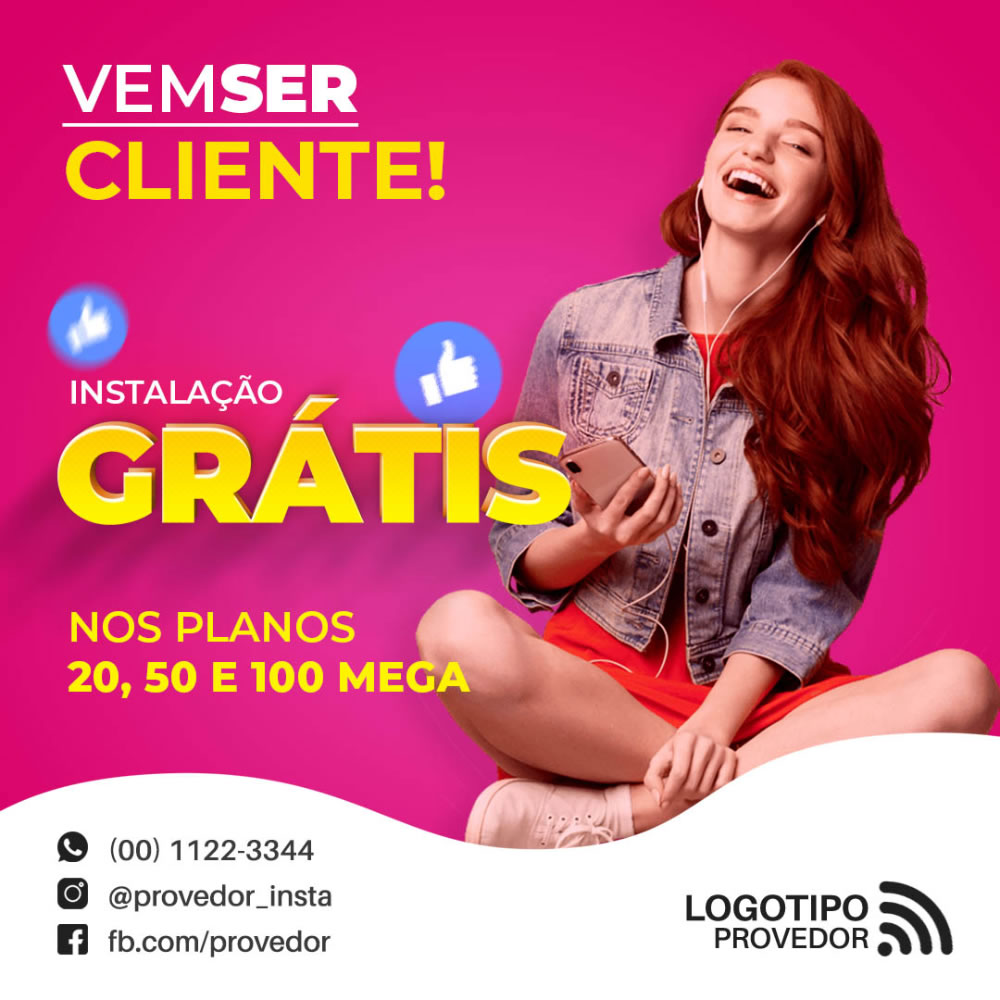 VEMSER
CLIENTE!
INSTALAÇÃO
GRÁTIS
NOS PLANOS
20, 50 E 100 MEGA
(00) 1122-3344
@provedor_insta
fb.com/provedor
LOGOTIPO
PROVEDOR